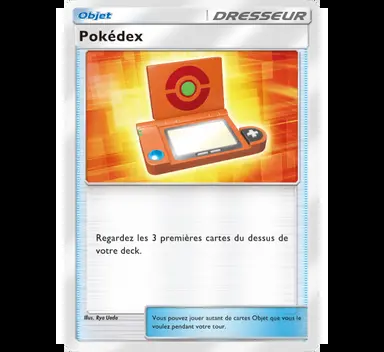 Objet
DRESSEUR
Pokédex
Regardez les 3 premières cartes du dessus de
votre deck.
Illus. Ryo Ueda
Vous pouvez jouer autant de cartes Objet que vous le
voulez pendant votre tour.